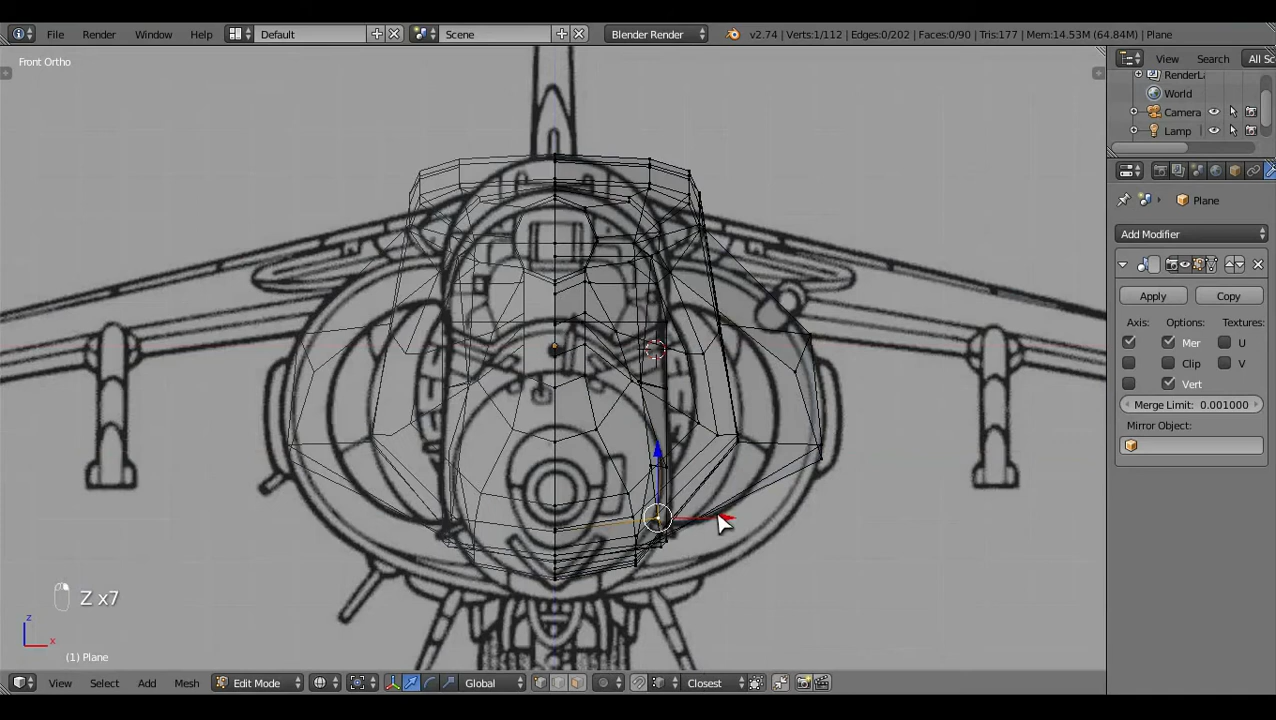 File Render Window Help Default Scene Blender Render v2.74 | Verts:1/112 | Edges:0/202 | Faces:0/90 | Tris:177 | Mem:14.53M (64.84M) | Plane
Front Ortho
View Search All Sc
RenderL
World
Camera
Lamp
Plane
Add Modifier
Apply Copy
Axis: Options: Textures:
Mer U
Clip V
Vert
Merge Limit: 0.001000
Mirror Object:
Z x7
z
x
(1) Plane
View Select Add Mesh Edit Mode Global Closest